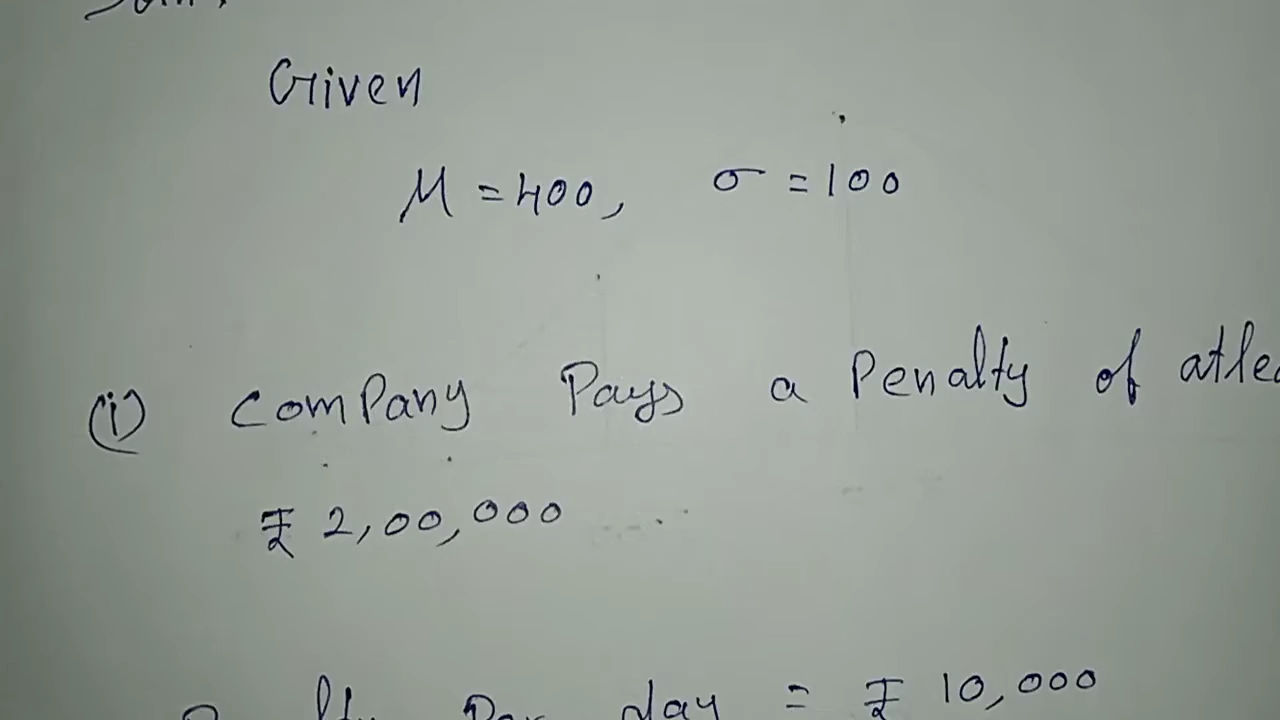 Given
μ = 400, σ = 100
(i) Company Pays a Penalty of
₹ 2,00,000
day = ₹ 10,000